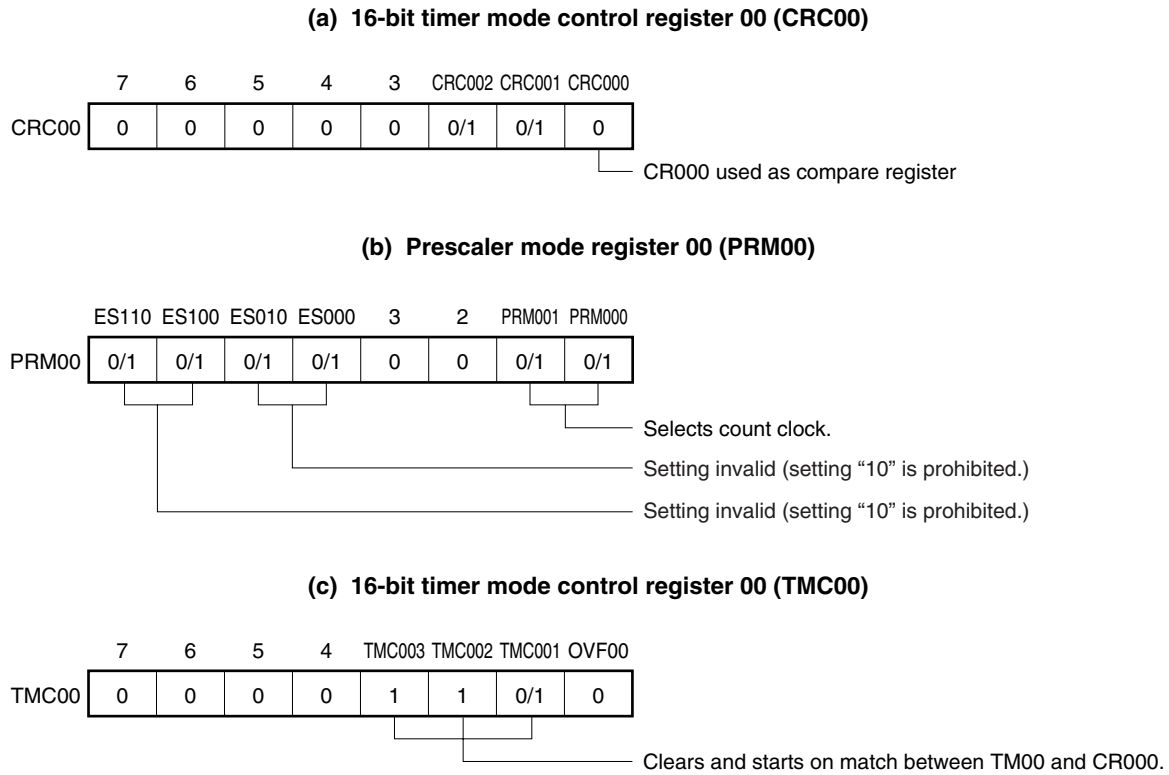 (a) 16-bit timer mode control register 00 (CRC00)
7 6 5 4 3 CRC002 CRC001 CRC000
CRC00 0 0 0 0 0 0/1 0/1 0
CR000 used as compare register
(b) Prescaler mode register 00 (PRM00)
ES110 ES100 ES010 ES000 3 2 PRM001 PRM000
PRM00 0/1 0/1 0/1 0/1 0 0 0/1 0/1
Selects count clock.
Setting invalid (setting “10” is prohibited.)
Setting invalid (setting “10” is prohibited.)
(c) 16-bit timer mode control register 00 (TMC00)
7 6 5 4 TMC003 TMC002 TMC001 OVF00
TMC00 0 0 0 0 1 1 0/1 0
Clears and starts on match between TM00 and CR000.